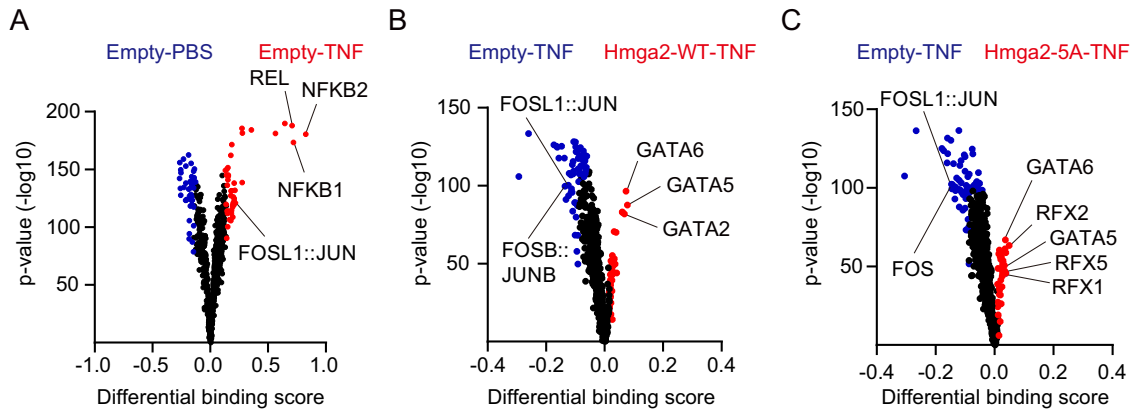 A
Empty-PBS
Empty-TNF
REL
NFKB2
NFKB1
FOSL1::JUN
p-value (-log10)
200
150
100
50
-1.0
-0.5
0.0
0.5
1.0
Differential binding score
B
Empty-TNF
Hmga2-WT-TNF
FOSL1::JUN
GATA6
GATA5
GATA2
FOSB::
JUNB
p-value (-log10)
150
100
50
-0.4
-0.2
0.0
0.2
0.4
Differential binding score
C
Empty-TNF
Hmga2-5A-TNF
FOSL1::JUN
GATA6
RFX2
GATA5
RFX5
RFX1
FOS
p-value (-log10)
150
100
50
-0.4
-0.2
0.0
0.2
0.4
Differential binding score